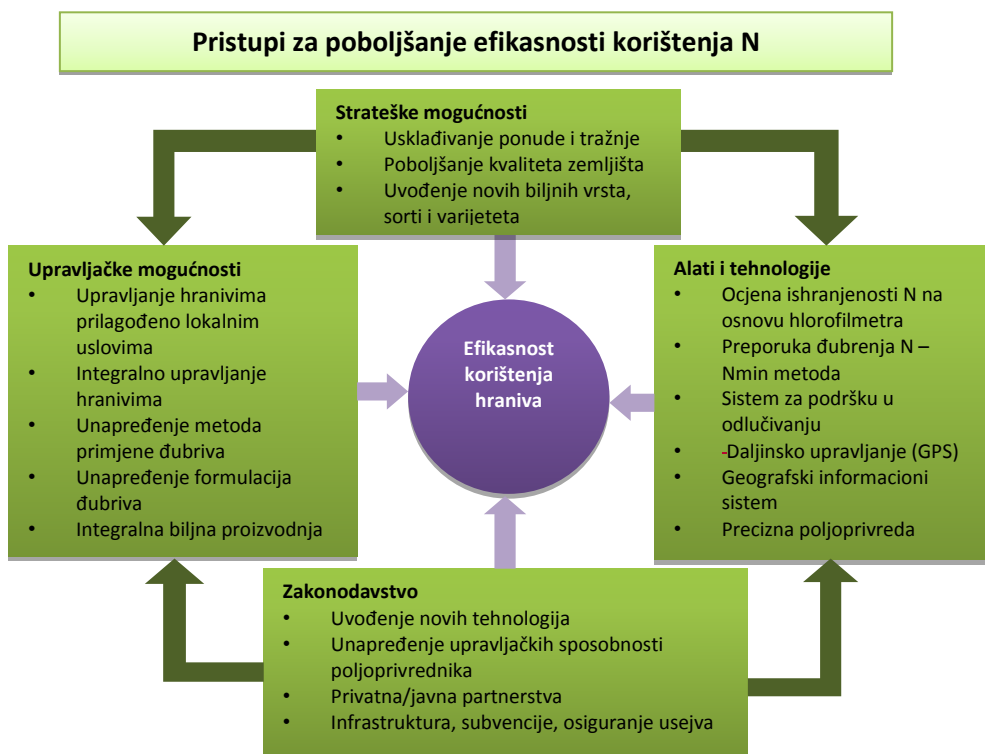 Pristupi za poboljšanje efikasnosti korištenja N
Strateške mogućnosti
• Usklađivanje ponude i tražnje
• Poboljšanje kvaliteta zemljišta
• Uvođenje novih biljnih vrsta,
sorti i varijeteta
Upravljačke mogućnosti
• Upravljanje hranivima
prilagođeno lokalnim
uslovima
• Integralno upravljanje
hranivima
• Unapređenje metoda
primjene đubriva
• Unapređenje formulacija
đubriva
• Integralna biljna proizvodnja
Efikasnost
korištenja
hraniva
Alati i tehnologije
• Ocjena ishranjenosti N na
osnovu hlorofilmetra
• Preporuka đubrenja N –
Nmin metoda
• Sistem za podršku u
odlučivanju
• -Daljinsko upravljanje (GPS)
• Geografski informacioni
sistem
• Precizna poljoprivreda
Zakonodavstvo
• Uvođenje novih tehnologija
• Unapređenje upravljačkih sposobnosti
poljoprivrednika
• Privatna/javna partnerstva
• Infrastruktura, subvencije, osiguranje usejva